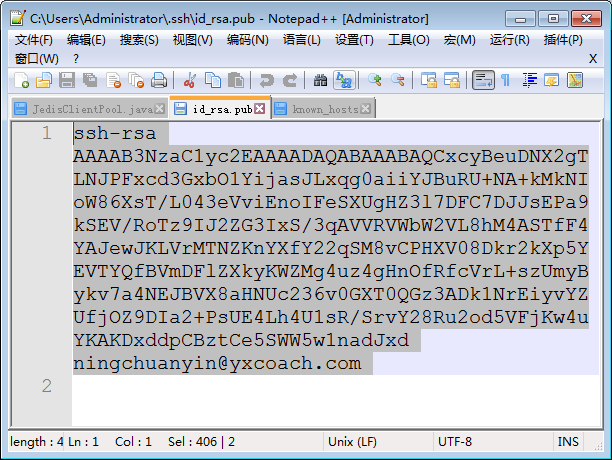 C:\Users\Administrator\.ssh\id_rsa.pub - Notepad++ [Administrator]
文件(F) 编辑(E) 搜索(S) 视图(V) 编码(N) 语言(L) 设置(T) 工具(O) 宏(M) 运行(R) 插件(P)
窗口(W) ? X
JedisClientPool.java id_rsa.pub known_hosts
1 ssh-rsa
AAAAB3NzaC1yc2EAAAADAQABAAABAQCxcyBeuDNX2gT
LNJPFxcd3GxbO1YijasJLxqg0aiiYJBuRU+NA+kMkNI
oW86XsT/L043eVviEnoIFeSXUgHZ3l7DFC7DJJsEPa9
kSEV/RoTz9IJ2ZG3IxS/3qAVVRVWbW2VL8hM4ASTfF4
YAJewJKLVrMTNZKnYXfY22qSM8vCPHXV08Dkr2kXp5Y
EVTYQfBVmDFlZXkyKWZMg4uz4gHnOfRfcVrL+szUmyB
ykv7a4NEJBVX8aHNUc236v0GXT0QGz3ADk1NrEiyvYZ
UfjOZ9DIa2+PsUE4Lh4U1sR/SrvY28Ru2od5VFjKw4u
YKAKDxddpCBztCe5SWW5w1nadJxd
ningchuanyin@yxcoach.com
2
length : 4 Ln : 1 Col : 1 Sel : 406 | 2 Unix (LF) UTF-8 INS